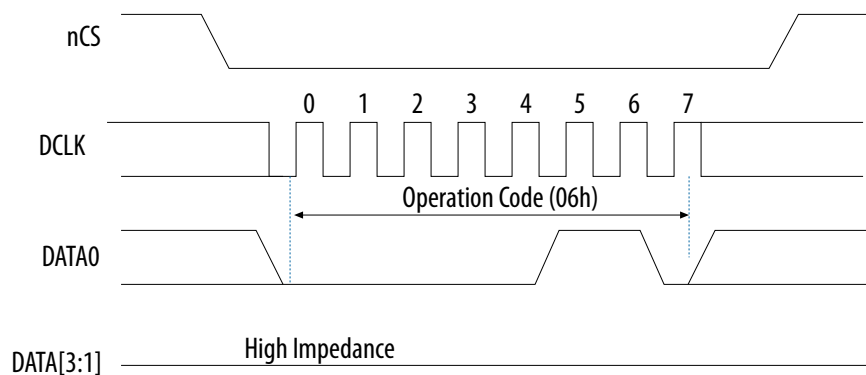 nCS
0 1 2 3 4 5 6 7
DCLK
Operation Code (06h)
DATA0
High Impedance
DATA[3:1]